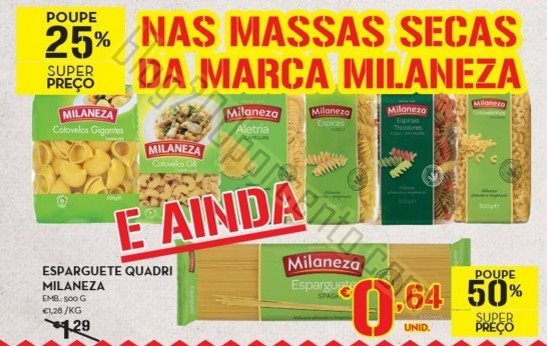 POUPE
25%
SUPER
PREÇO
NAS MASSAS SECAS
DA MARCA MILANEZA
MILANEZA
Cotovelos Gigantes
MILANEZA
Cotovelos GR
Milaneza
Aletria
Milaneza
Espirais
Milaneza
Espirais
Tricolores
Milaneza
Cotovelinhos
500g
E AINDA
ESPARGUETE QUADRI
MILANEZA
EMB. 500 G
€1,28 /KG
€1,29
Milaneza
Esparguete
€0,64
UNID.
POUPE
50%
SUPER
PREÇO